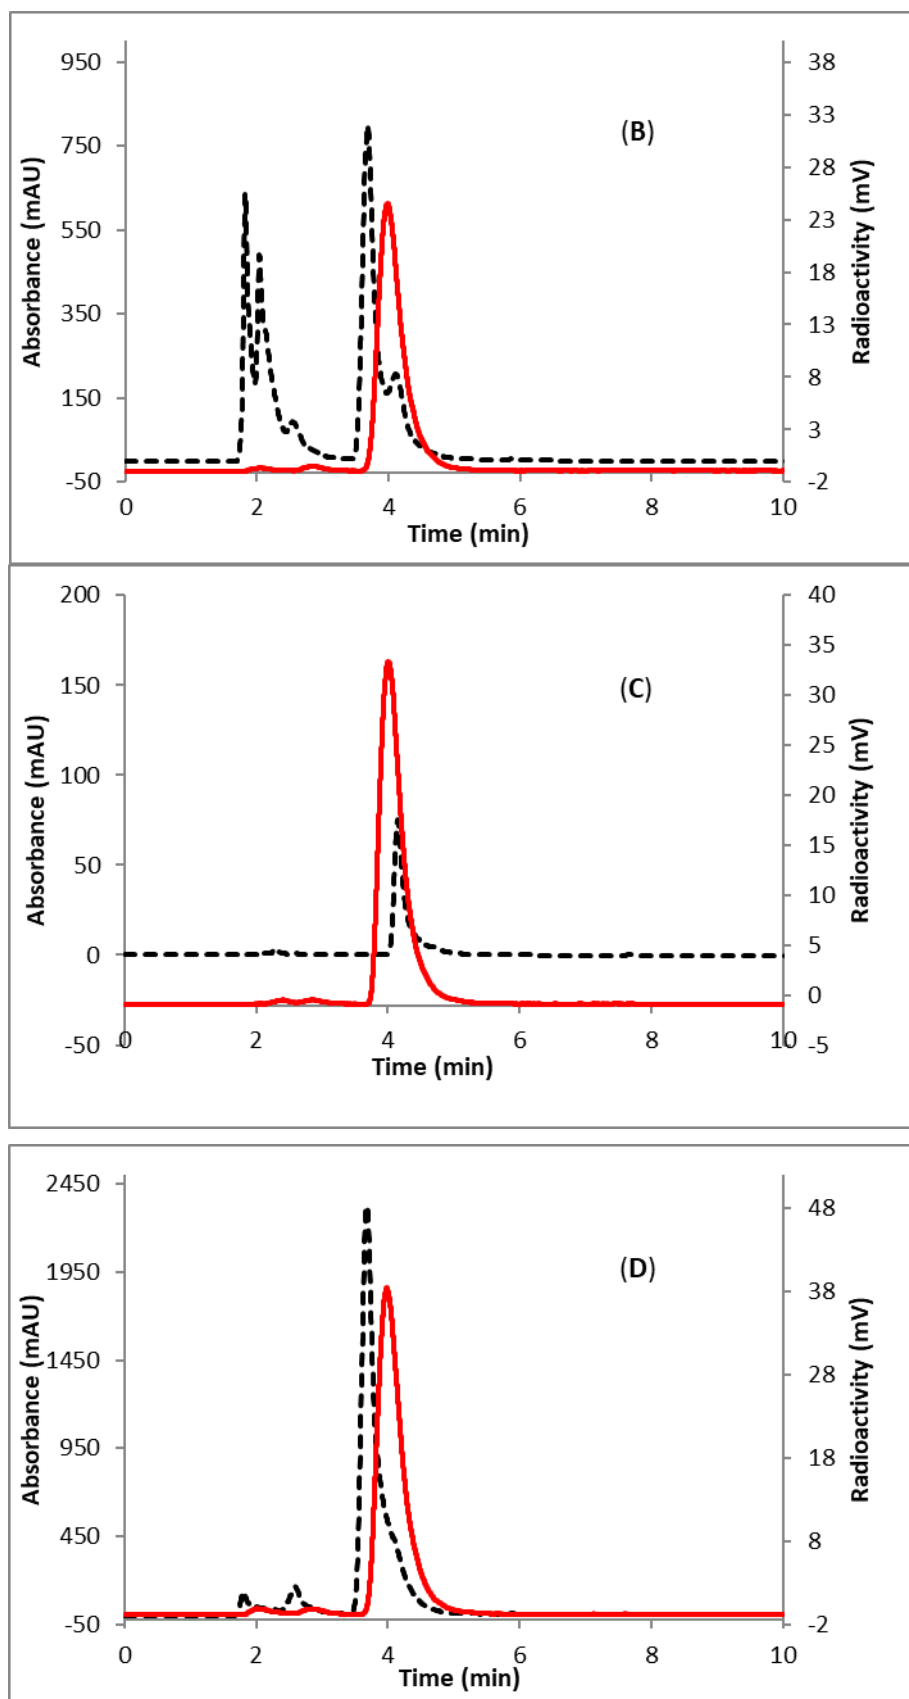 950
750
550
350
150
-50
Absorbance (mAU)
(B)
38
33
28
23
18
13
8
3
-2
Radioactivity (mV)
0 2 4 6 8 10
Time (min)
200
150
100
50
0
-50
Absorbance (mAU)
(C)
40
35
30
25
20
15
10
5
0
-5
Radioactivity (mV)
0 2 4 6 8 10
Time (min)
2450
1950
1450
950
450
-50
Absorbance (mAU)
(D)
48
38
28
18
8
-2
Radioactivity (mV)
0 2 4 6 8 10
Time (min)